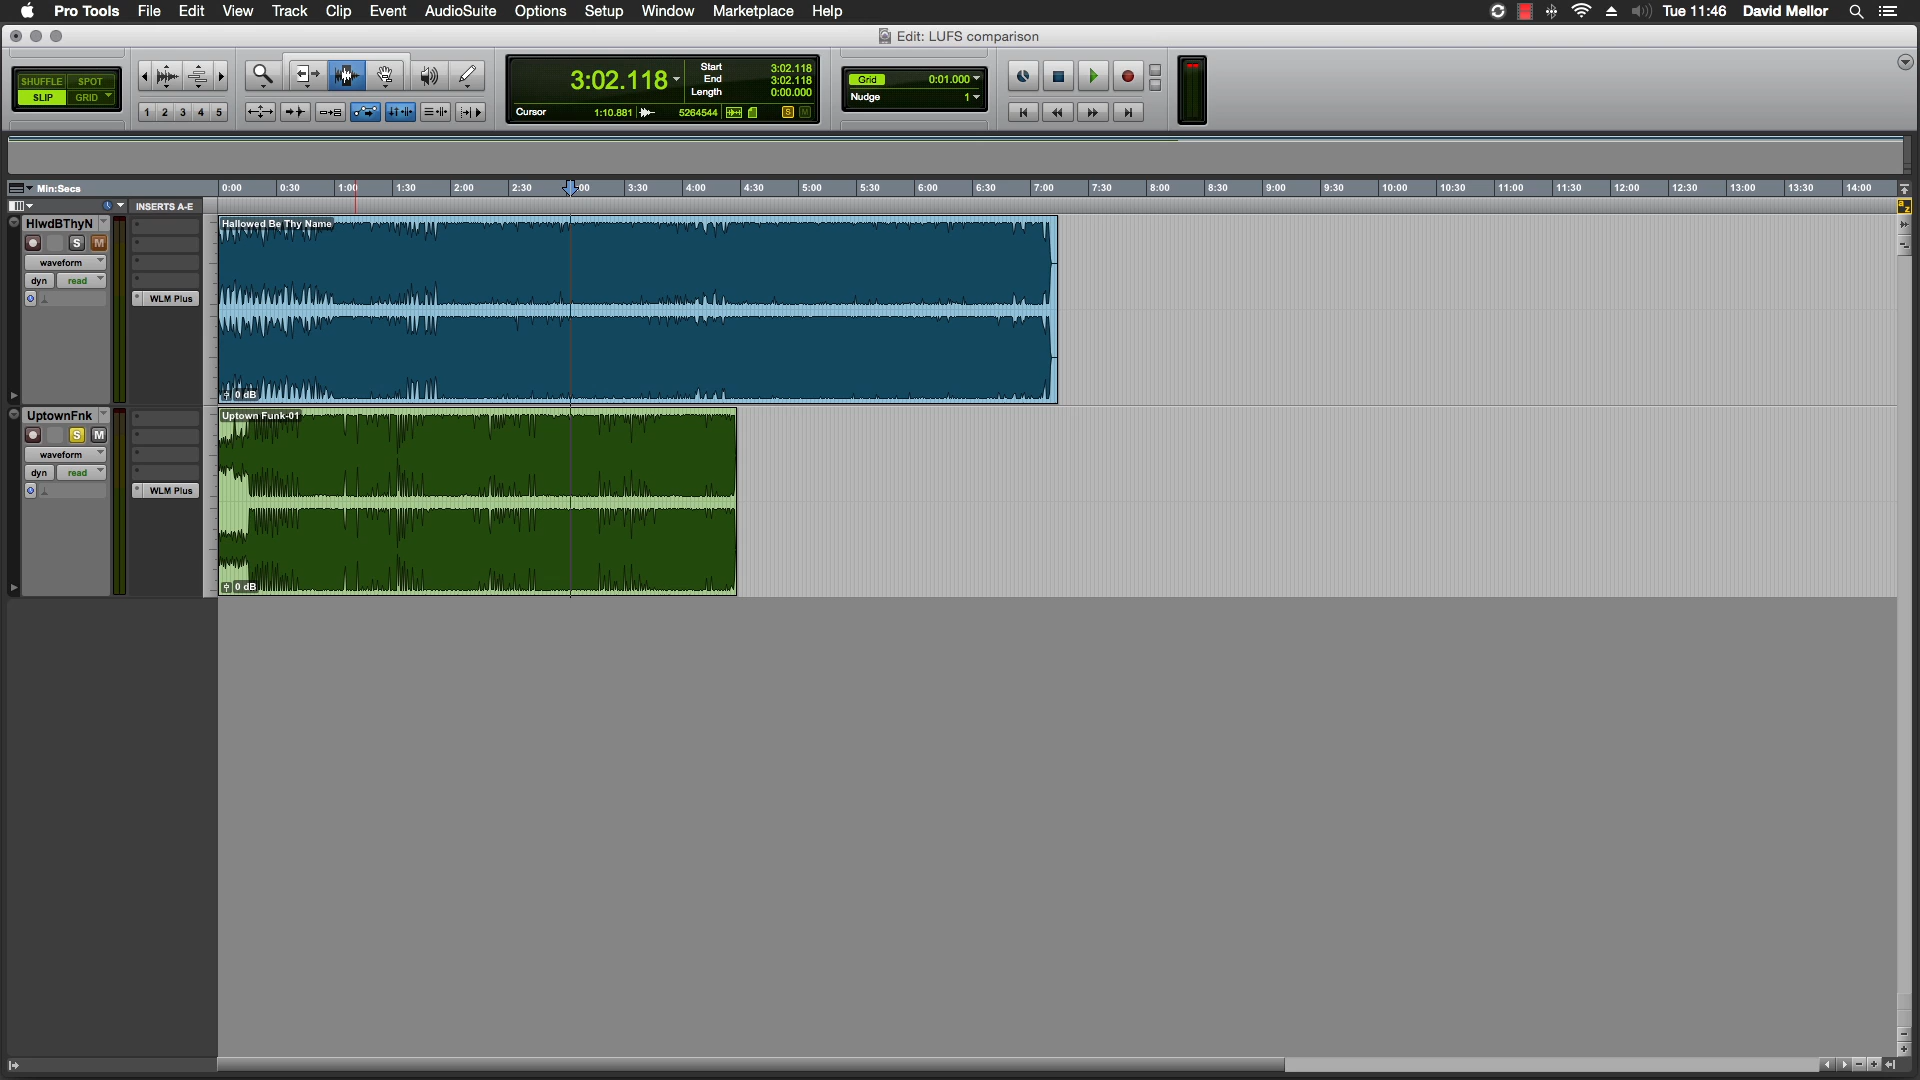 Pro Tools File Edit View Track Clip Event AudioSuite Options Setup Window Marketplace Help Tue 11:46 David Mellor
Edit: LUFS comparison
SHUFFLE SPOT
SLIP GRID
1 2 3 4 5
3:02.118
Start 3:02.118
End 3:02.118
Length 0:00.000
Cursor 1:10.881 5264544 S M
Grid 0:01.000
Nudge 1
Min:Secs 0:00 0:30 1:00 1:30 2:00 2:30 3:30 4:00 4:30 5:00 5:30 6:00 6:30 7:00 7:30 8:00 8:30 9:00 9:30 10:00 10:30 11:00 11:30 12:00 12:30 13:00 13:30 14:00
INSERTS A-E
a z
HlwdBThyN
Hallowed Be Thy Name
S M
waveform
dyn read
WLM Plus
0 dB
UptownFnk
Uptown Funk-01
S M
waveform
dyn read
WLM Plus
0 dB